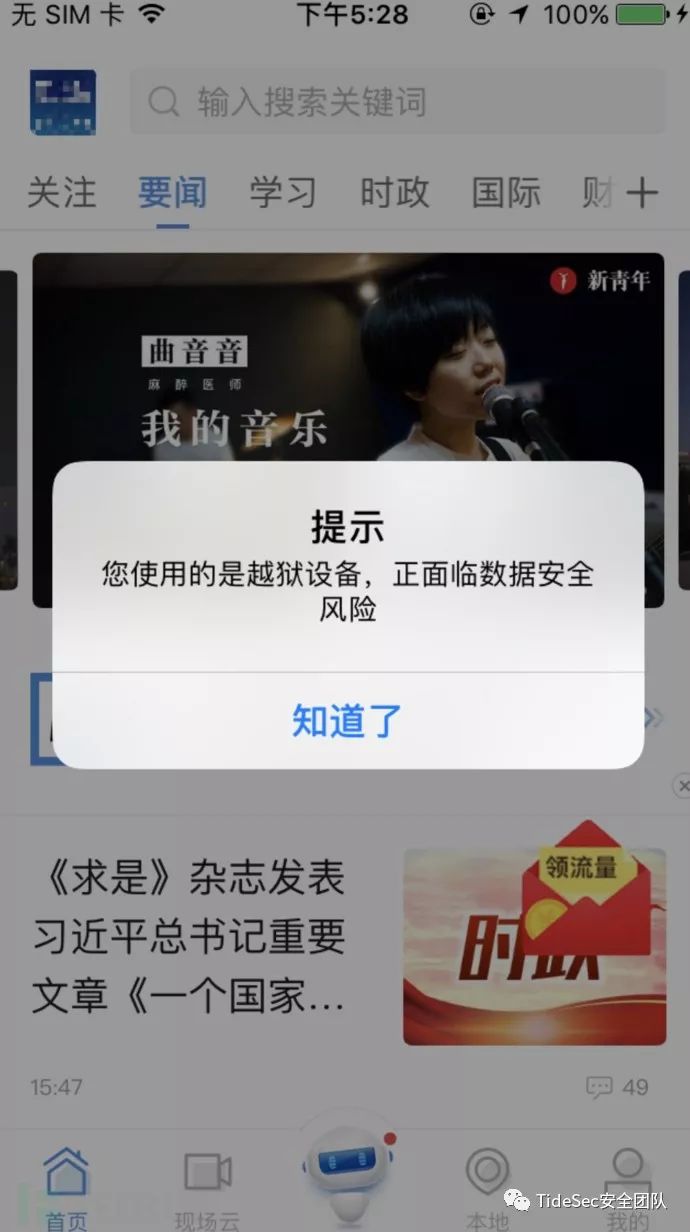 无 SIM 卡
下午5:28
100%
输入搜索关键词
关注 要闻 学习 时政 国际 财
新青年
曲音音
麻醉医师
我的音乐
提示
您使用的是越狱设备，正面临数据安全
风险
知道了
《求是》杂志发表
习近平总书记重要
文章《一个国家...
领流量
时政
15:47
49
首页 现场云 本地 我的
TideSec安全团队